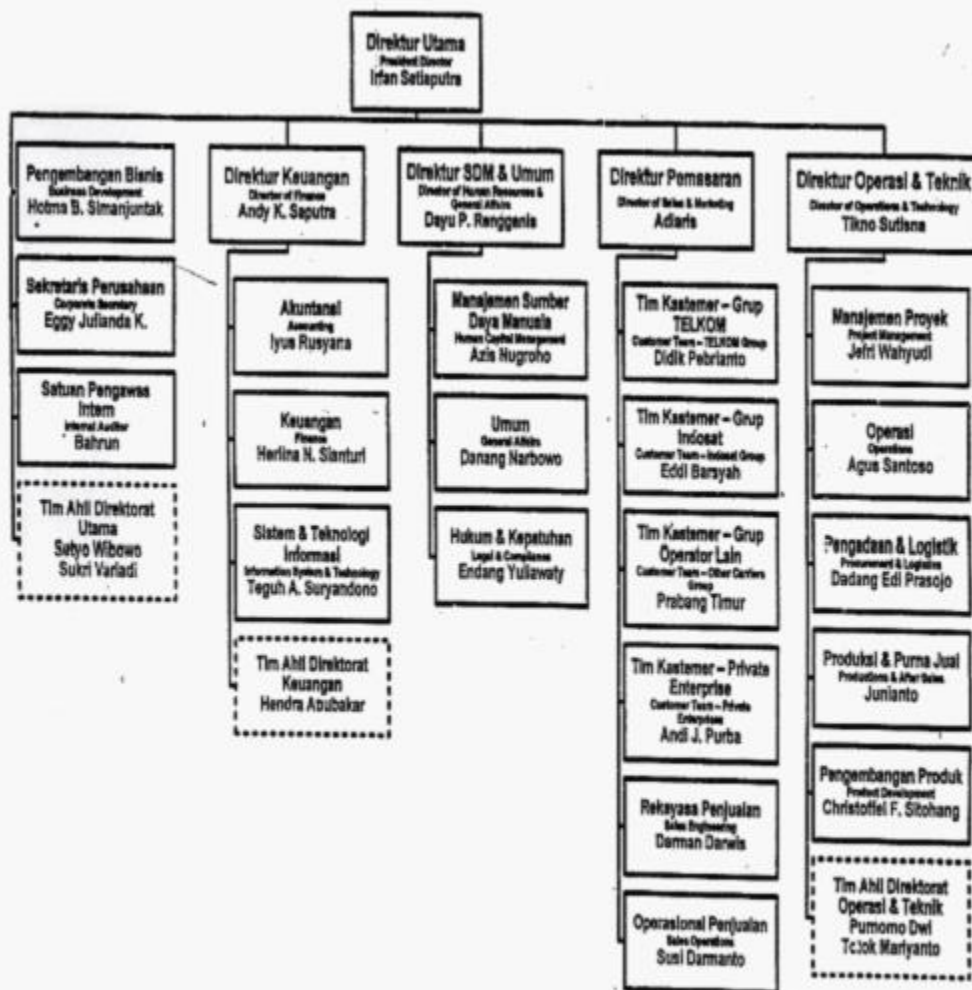 Direktur Utama
President Director
Irfan Setiaputra
Pengembangan Bisnis
Business Development
Hotma B. Simanjuntak
Sekretaris Perusahaan
Corporate Secretary
Eggy Julianda K.
Satuan Pengawas
Intern
Internal Auditor
Bahrun
Tim Ahli Direktorat
Utama
Setyo Wibowo
Sukri Variadi
Direktur Keuangan
Director of Finance
Andy K. Saputra
Akuntansi
Accounting
Iyus Rusyana
Keuangan
Finance
Herlina N. Sianturi
Sistem & Teknologi
Informasi
Information System & Technology
Teguh A. Suryandono
Tim Ahli Direktorat
Keuangan
Hendra Abubakar
Direktur SDM & Umum
Director of Human Resources &
General Affairs
Dayu P. Rengganis
Manajemen Sumber
Daya Manusia
Human Capital Management
Azis Nugroho
Umum
General Affairs
Danang Narbowo
Hukum & Kepatuhan
Legal & Compliance
Endang Yuliawaty
Direktur Pemasaran
Director of Sales & Marketing
Adiaris
Tim Kastemer – Grup
TELKOM
Customer Team – TELKOM Group
Didik Pebrianto
Tim Kastemer – Grup
Indosat
Customer Team – Indosat Group
Eddi Barsyah
Tim Kastemer – Grup
Operator Lain
Customer Team – Other Carriers
Group
Prabang Timur
Tim Kastemer – Private
Enterprise
Customer Team – Private
Enterprises
Andi J. Purba
Rekayasa Penjualan
Sales Engineering
Darman Darwis
Operasional Penjualan
Sales Operations
Susi Darmanto
Direktur Operasi & Teknik
Director of Operations & Technology
Tikno Sutisna
Manajemen Proyek
Project Management
Jefri Wahyudi
Operasi
Operations
Agus Santoso
Pengadaan & Logistik
Procurement & Logistics
Dadang Edi Prasojo
Produksi & Purna Jual
Productions & After Sales
Junianto
Pengembangan Produk
Product Development
Christoffel F. Sitohang
Tim Ahli Direktorat
Operasi & Teknik
Purnomo Dwi
Mariyanto